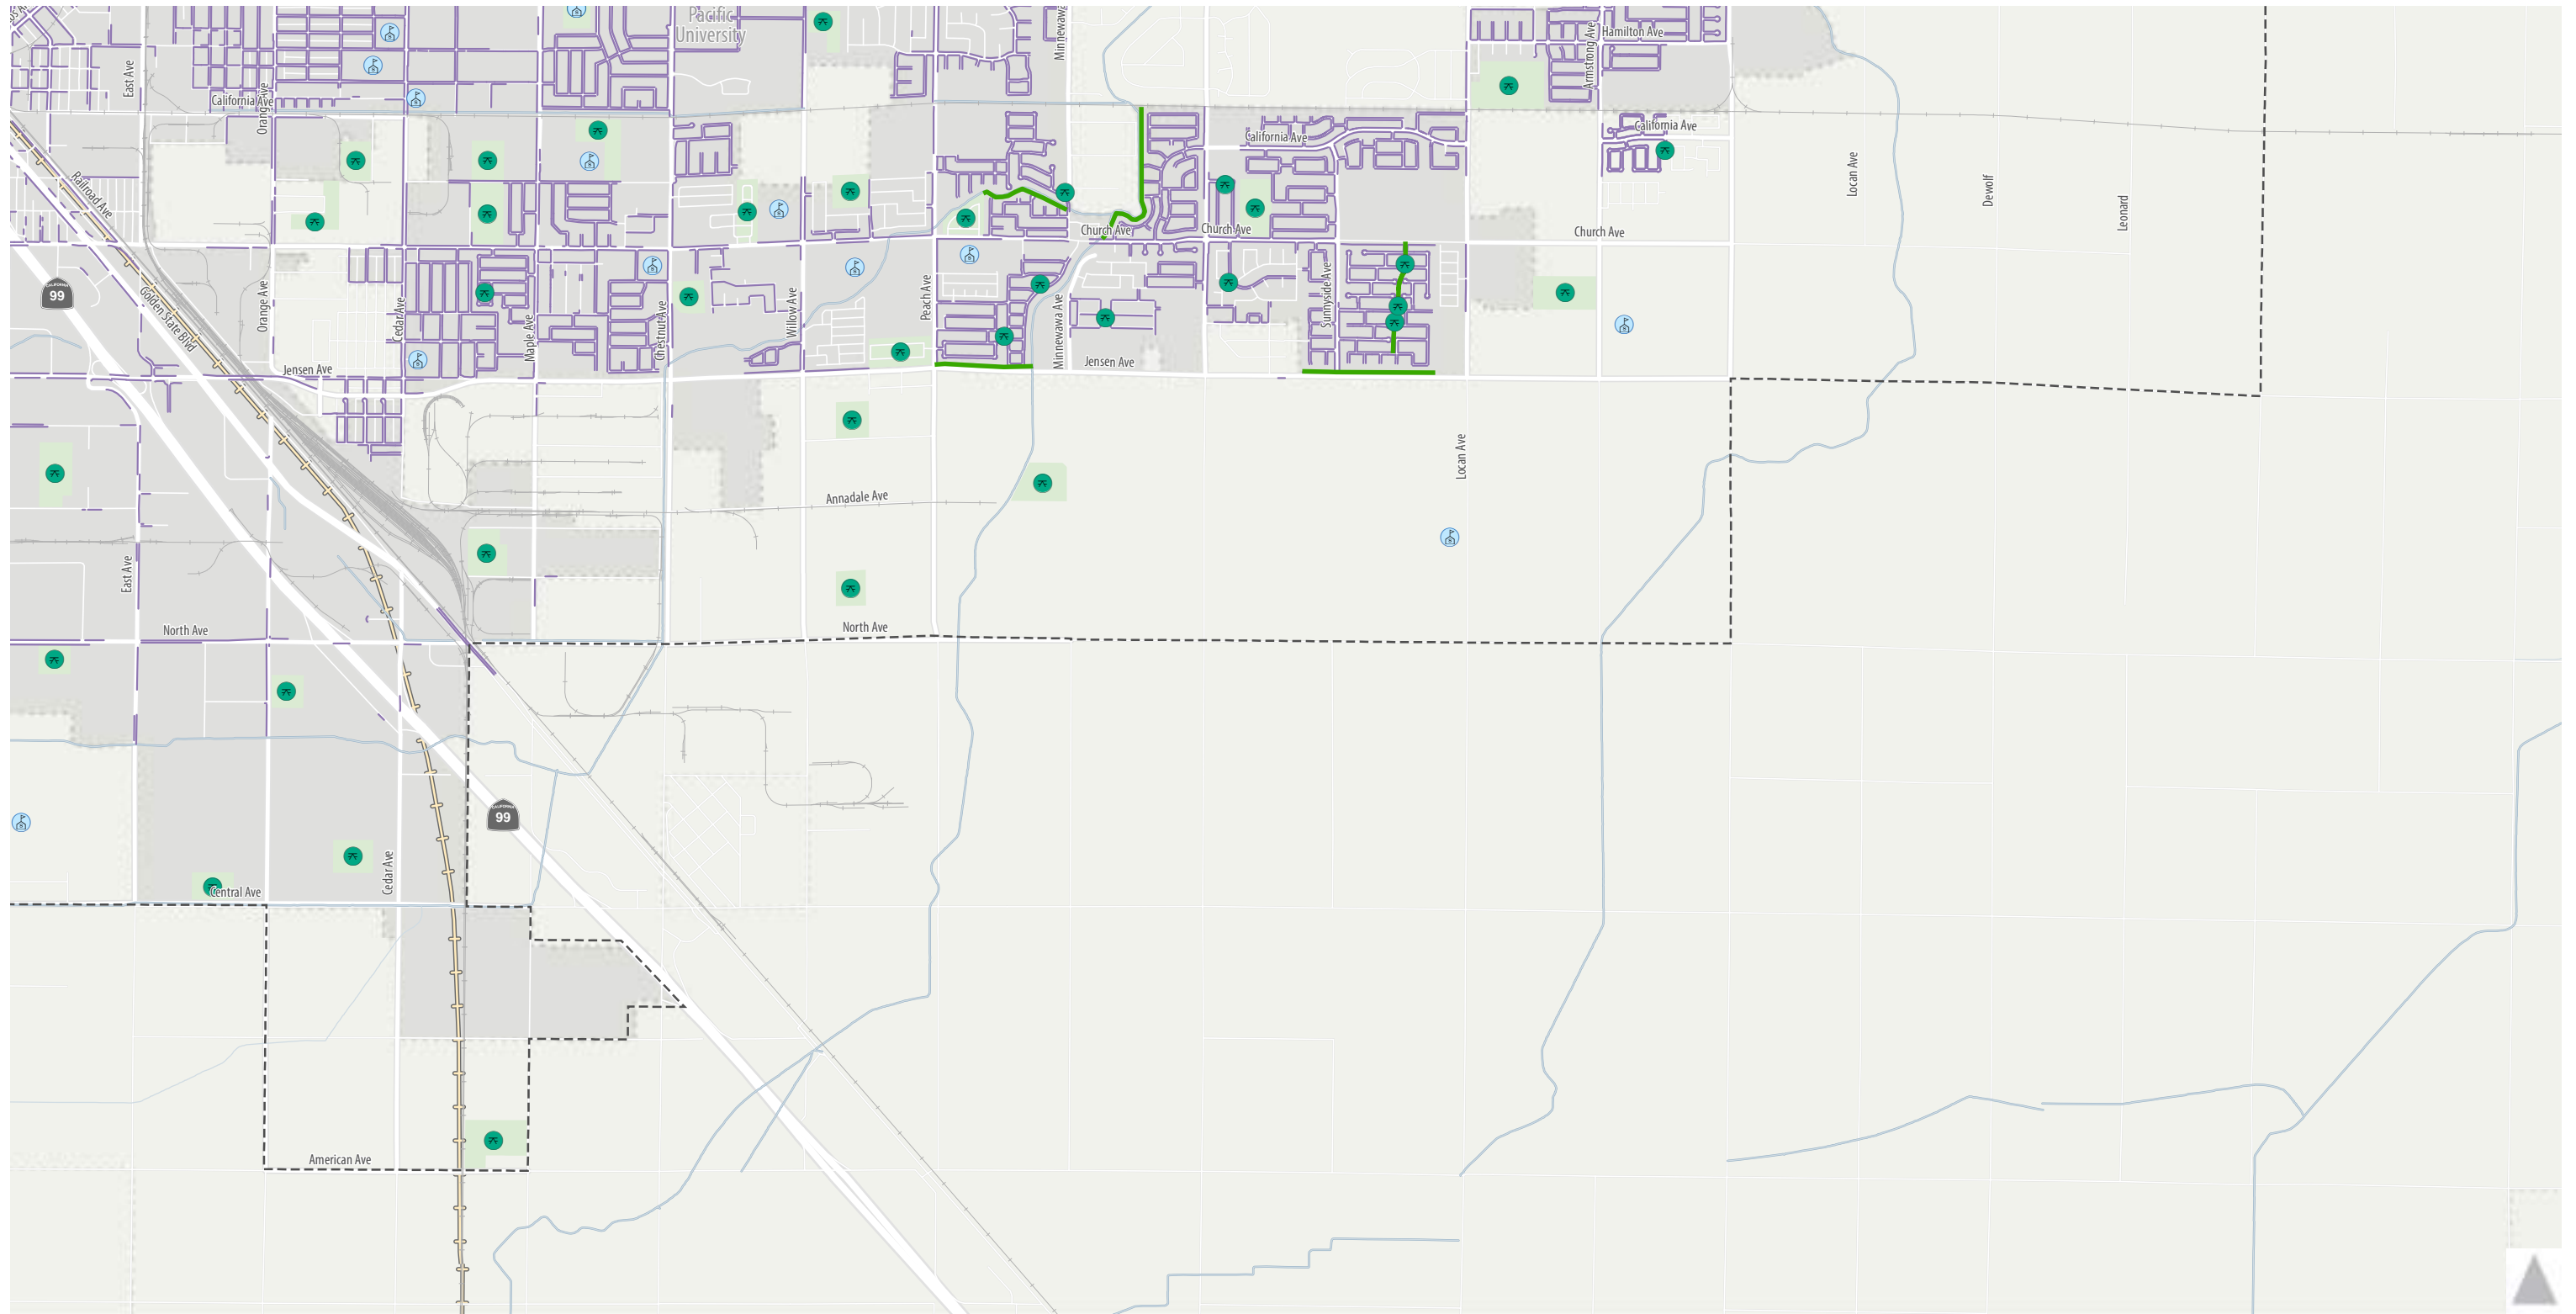 Pacific
University
Minnewawa
Hamilton Ave
Armstrong Ave
East Ave
California Ave
Orange Ave
California Ave
California Ave
Railroad Ave
Locan Ave
Dewolf
Leonard
Church Ave
Church Ave
Church Ave
99
Golden State Blvd
Orange Ave
Cedar Ave
Maple Ave
Chestnut Ave
Willow Ave
Peach Ave
Minnewawa Ave
Sunnyside Ave
Jensen Ave
Jensen Ave
Locan Ave
Annadale Ave
East Ave
North Ave
North Ave
CALIFORNIA
99
Cedar Ave
Central Ave
American Ave